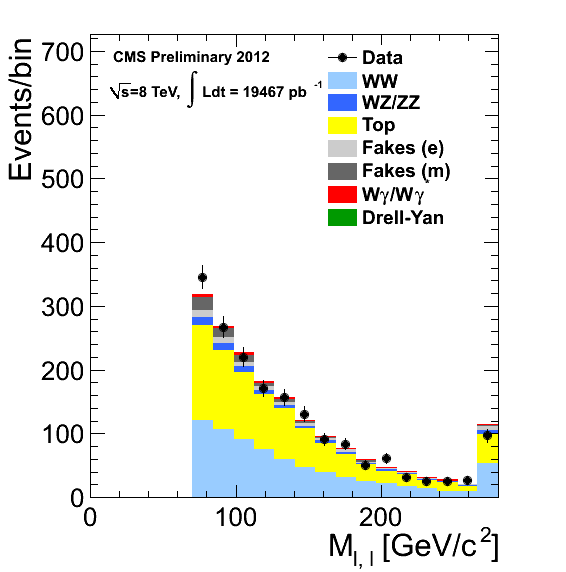 Events/bin
700
600
500
400
300
200
100
0
CMS Preliminary 2012
√s=8 TeV, ∫ Ldt = 19467 pb⁻¹
Data
WW
WZ/ZZ
Top
Fakes (e)
Fakes (m)
Wγ/Wγ*
Drell-Yan
0 100 200
M_{l, l} [GeV/c²]